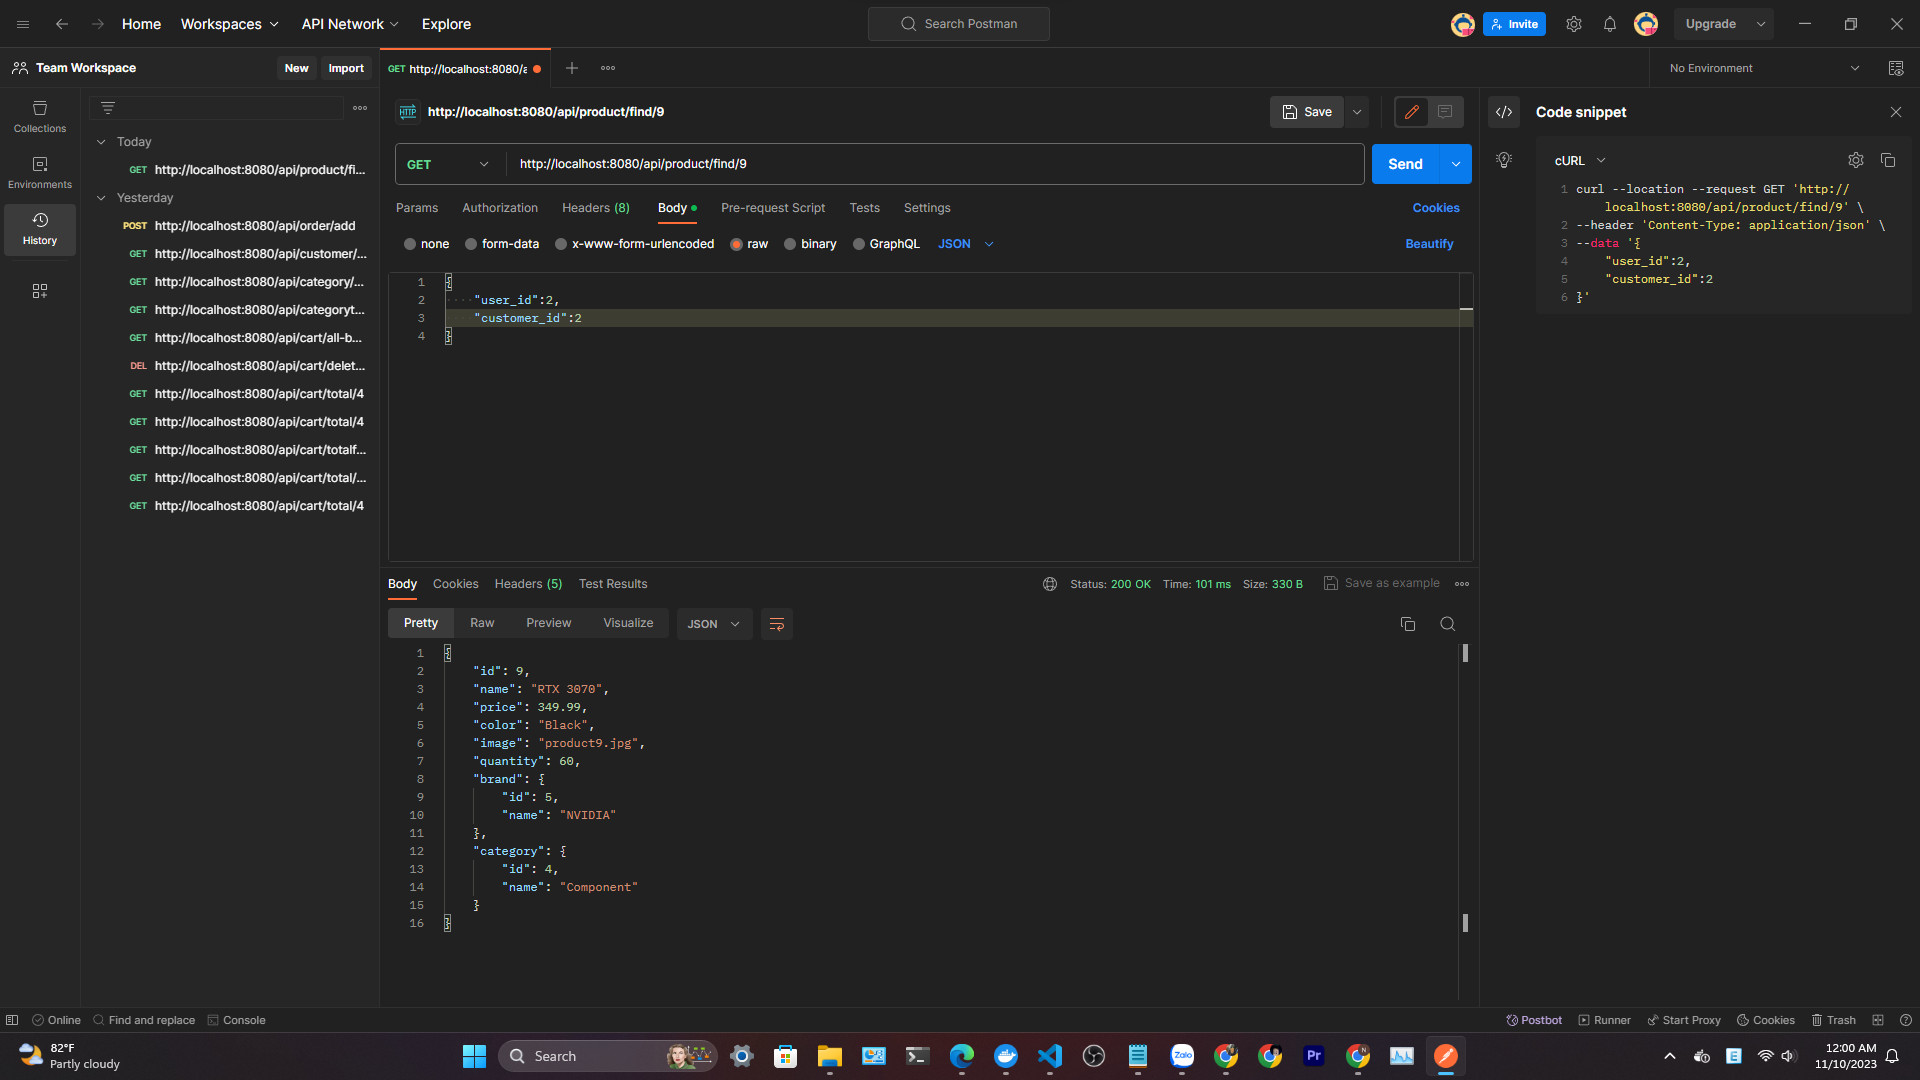 Home
Workspaces
API Network
Explore
Search Postman
Invite
Upgrade
Team Workspace
New
Import
GET http://localhost:8080/a
No Environment
Collections
Environments
History
Today
GET http://localhost:8080/api/product/fi...
Yesterday
POST http://localhost:8080/api/order/add
GET http://localhost:8080/api/customer/...
GET http://localhost:8080/api/category/...
GET http://localhost:8080/api/categoryt...
GET http://localhost:8080/api/cart/all-b...
DEL http://localhost:8080/api/cart/delet...
GET http://localhost:8080/api/cart/total/4
GET http://localhost:8080/api/cart/total/4
GET http://localhost:8080/api/cart/totalf...
GET http://localhost:8080/api/cart/total/...
GET http://localhost:8080/api/cart/total/4
HTTP http://localhost:8080/api/product/find/9
Save
GET http://localhost:8080/api/product/find/9
Send
Params Authorization Headers (8) Body Pre-request Script Tests Settings Cookies
none form-data x-www-form-urlencoded raw binary GraphQL JSON Beautify
1 {
2 ····"user_id":2,
3 ····"customer_id":2
4 }
Body Cookies Headers (5) Test Results
Status: 200 OK Time: 101 ms Size: 330 B Save as example
Pretty Raw Preview Visualize JSON
1 {
2 "id": 9,
3 "name": "RTX 3070",
4 "price": 349.99,
5 "color": "Black",
6 "image": "product9.jpg",
7 "quantity": 60,
8 "brand": {
9 "id": 5,
10 "name": "NVIDIA"
11 },
12 "category": {
13 "id": 4,
14 "name": "Component"
15 }
16 }
Code snippet
cURL
1 curl --location --request GET 'http://
localhost:8080/api/product/find/9' \
2 --header 'Content-Type: application/json' \
3 --data '{
4 "user_id":2,
5 "customer_id":2
6 }'
Online
Find and replace
Console
Postbot
Runner
Start Proxy
Cookies
Trash
82°F
Partly cloudy
Search
Zalo
Pr
E
12:00 AM
11/10/2023